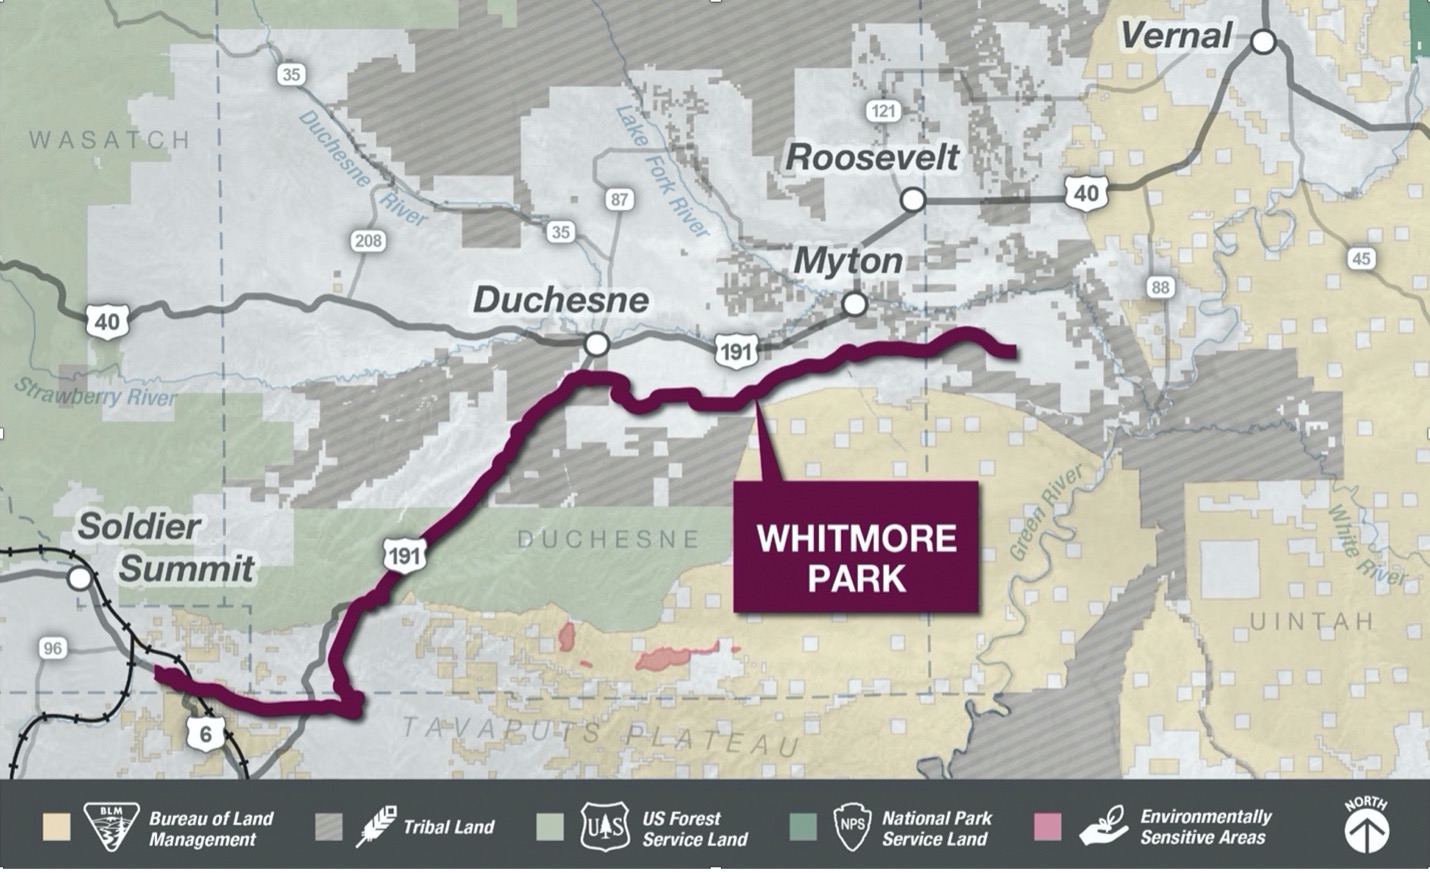 Vernal
35
121
WASATCH
Duchesne River
Lake Fork River
Roosevelt
87
40
208
35
Myton
45
88
Duchesne
40
191
Strawberry River
Green River
Soldier
Summit
191
DUCHESNE
WHITMORE
PARK
White River
UINTAH
96
6
TAVAPUTS PLATEAU
BLM
Bureau of Land
Management
Tribal Land
UAS
US Forest
Service Land
NPS
National Park
Service Land
Environmentally
Sensitive Areas
NORTH